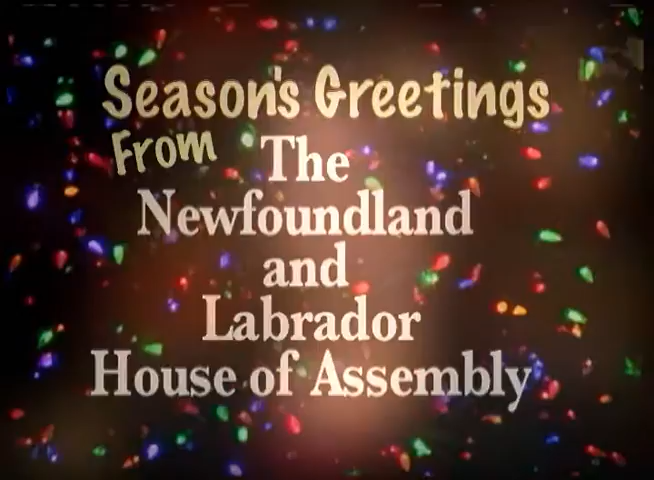 Season's Greetings
From The
Newfoundland
and
Labrador
House of Assembly